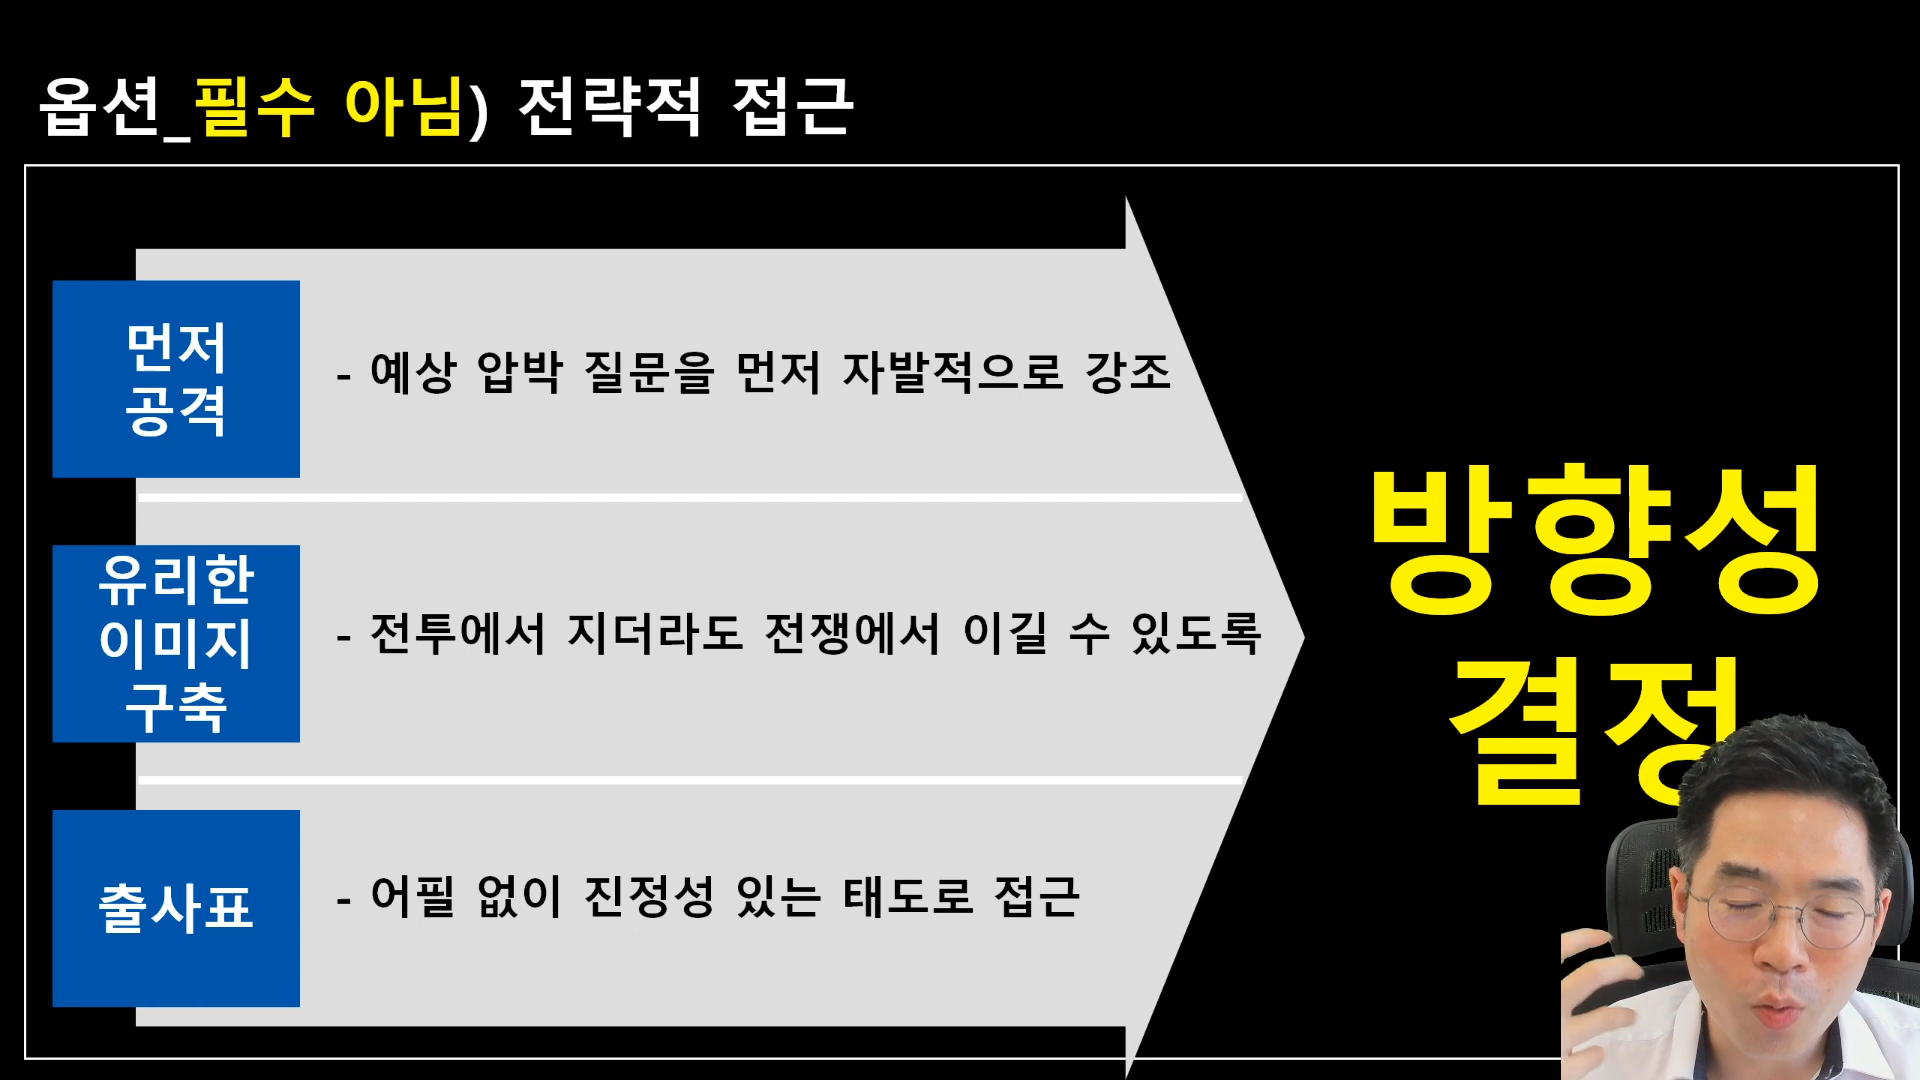 옵션_필수 아님) 전략적 접근
먼저
공격
- 예상 압박 질문을 먼저 자발적으로 강조
유리한
이미지
구축
- 전투에서 지더라도 전쟁에서 이길 수 있도록
출사표
- 어필 없이 진정성 있는 태도로 접근
방향성
결정